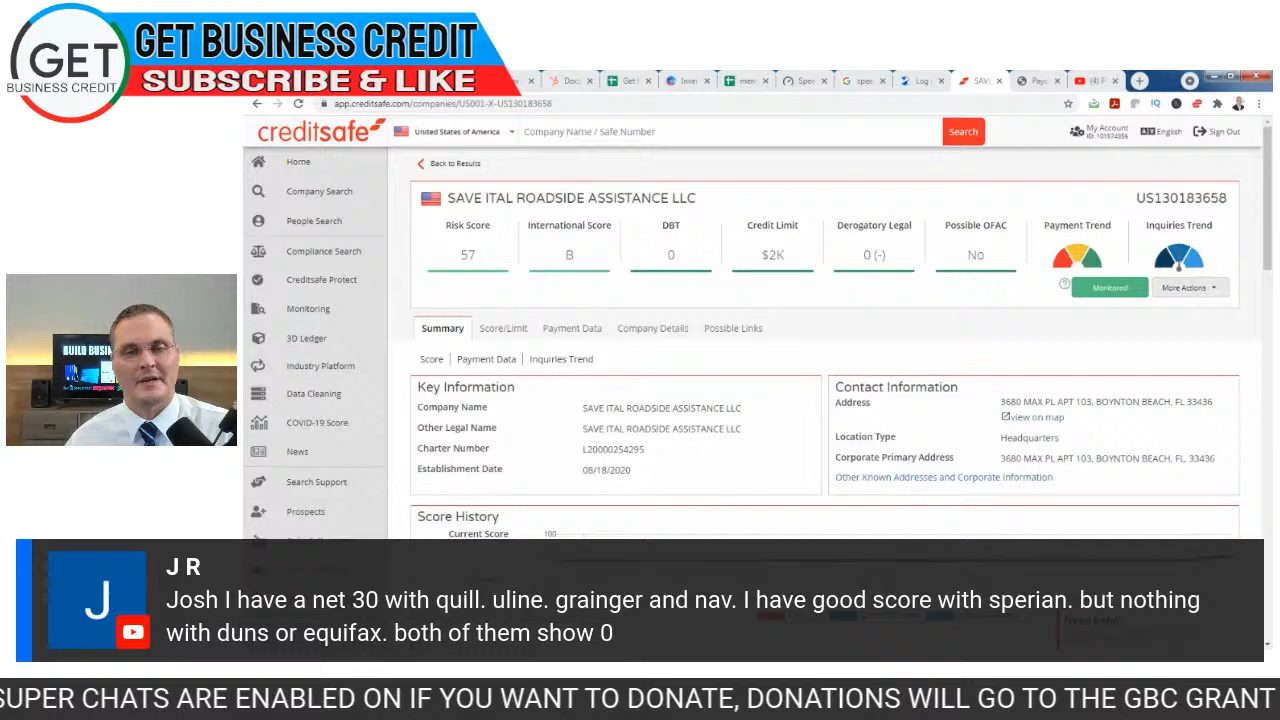 GET
BUSINESS CREDIT
GET BUSINESS CREDIT
SUBSCRIBE & LIKE
app.creditsafe.com/companies/US001-X-US130183658
creditsafe
United States of America
Company Name / Safe Number
Search
My Account
ID: 101574356
English
Sign Out
Home
Company Search
People Search
Compliance Search
Creditsafe Protect
Monitoring
3D Ledger
Industry Platform
Data Cleaning
COVID-19 Score
News
Search Support
Prospects
Back to Results
SAVE ITAL ROADSIDE ASSISTANCE LLC
US130183658
Risk Score
International Score
DBT
Credit Limit
Derogatory Legal
Possible OFAC
Payment Trend
Inquiries Trend
57
B
0
$2K
0 (-)
No
Monitored
More Actions
Summary
Score/Limit
Payment Data
Company Details
Possible Links
Score
Payment Data
Inquiries Trend
Key Information
Company Name SAVE ITAL ROADSIDE ASSISTANCE LLC
Other Legal Name SAVE ITAL ROADSIDE ASSISTANCE LLC
Charter Number L20000254295
Establishment Date 08/18/2020
Contact Information
Address 3680 MAX PL APT 103, BOYNTON BEACH, FL 33436
view on map
Location Type Headquarters
Corporate Primary Address 3680 MAX PL APT 103, BOYNTON BEACH, FL, 33436
Other Known Addresses and Corporate Information
Score History
Current Score
100
BUILD BUSI
J
J R
Josh I have a net 30 with quill. uline. grainger and nav. I have good score with sperian. but nothing
with duns or equifax. both of them show 0
SUPER CHATS ARE ENABLED ON IF YOU WANT TO DONATE, DONATIONS WILL GO TO THE GBC GRANT